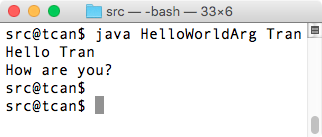 src — -bash — 33×6
src@tcan$ java HelloWorldArg Tran
Hello Tran
How are you?
src@tcan$
src@tcan$